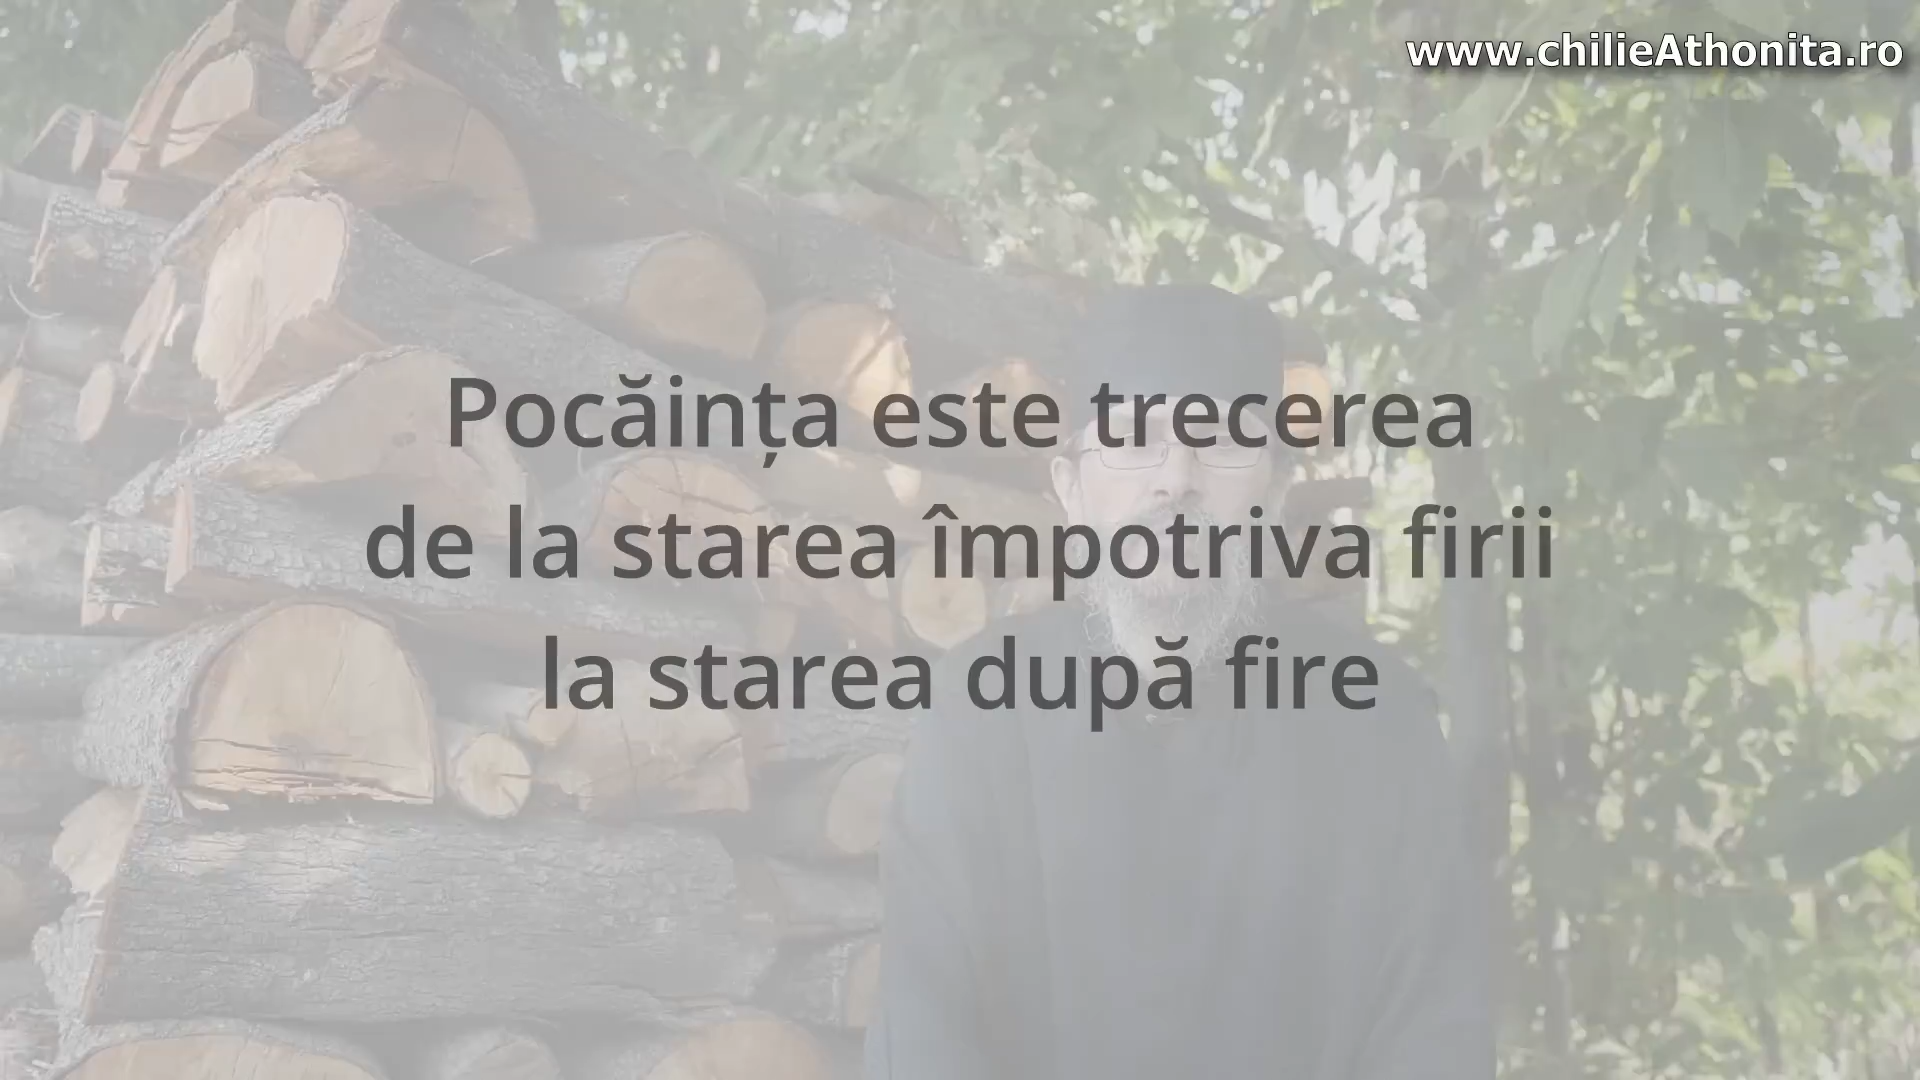 www.chilieAthonita.ro
Pocăința este trecerea
de la starea împotriva firii
la starea după fire